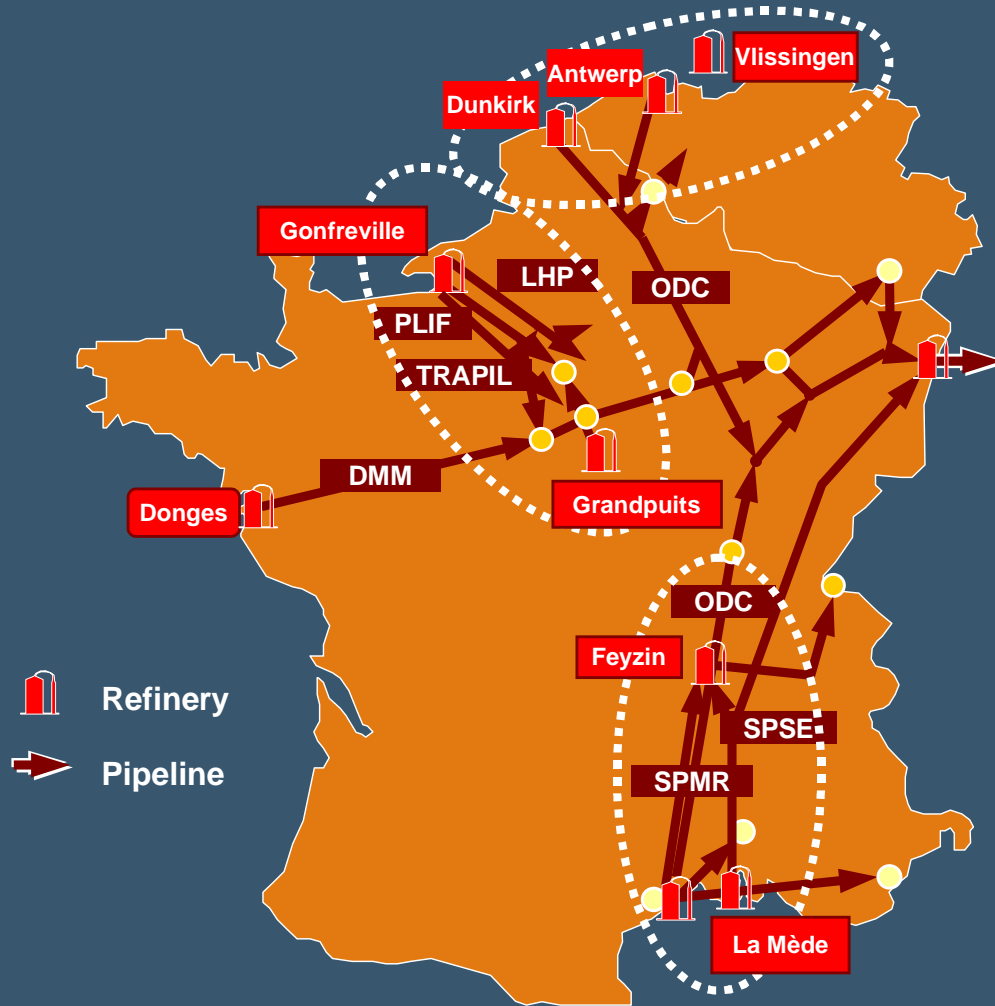 Vlissingen
Antwerp
Dunkirk
Gonfreville
LHP
ODC
PLIF
TRAPIL
DMM
Grandpuits
Donges
ODC
Feyzin
Refinery
SPSE
Pipeline
SPMR
La Mède